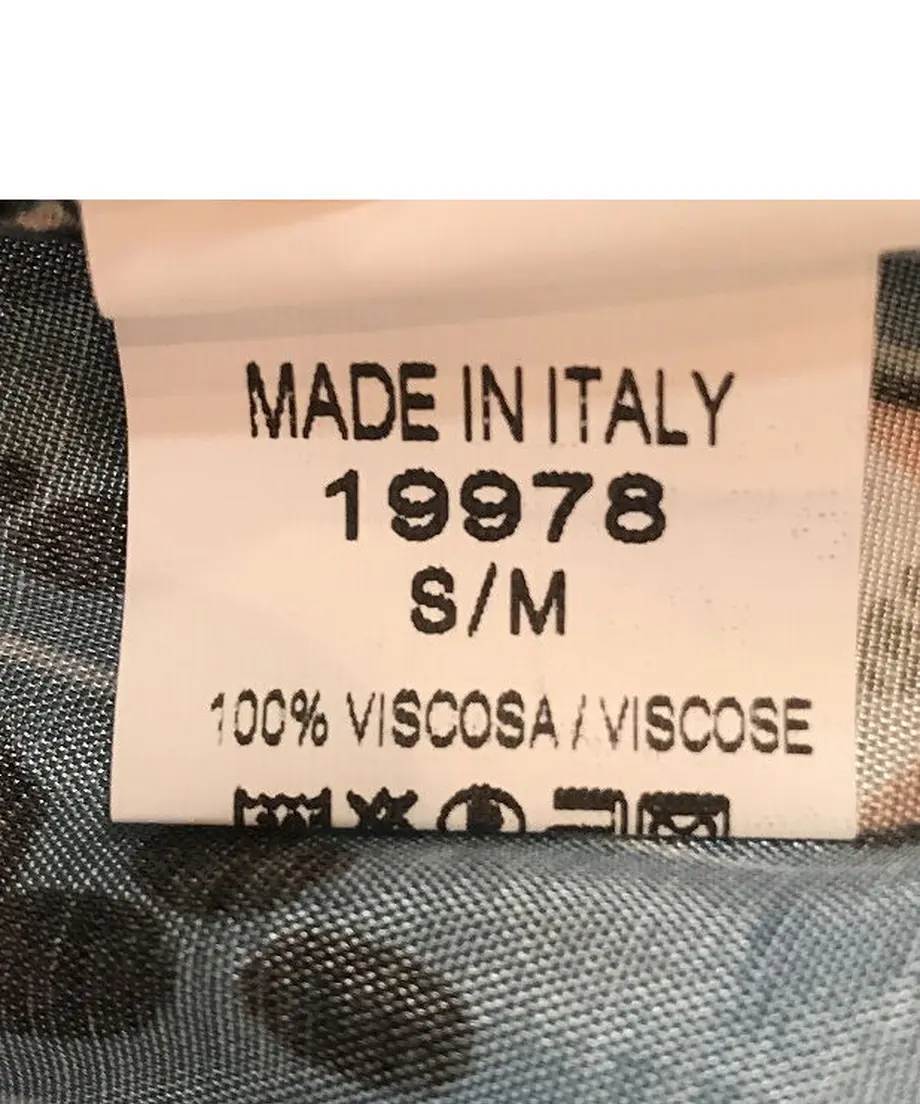 MADE IN ITALY
19978
S/M
100% VISCOSA/VISCOSE